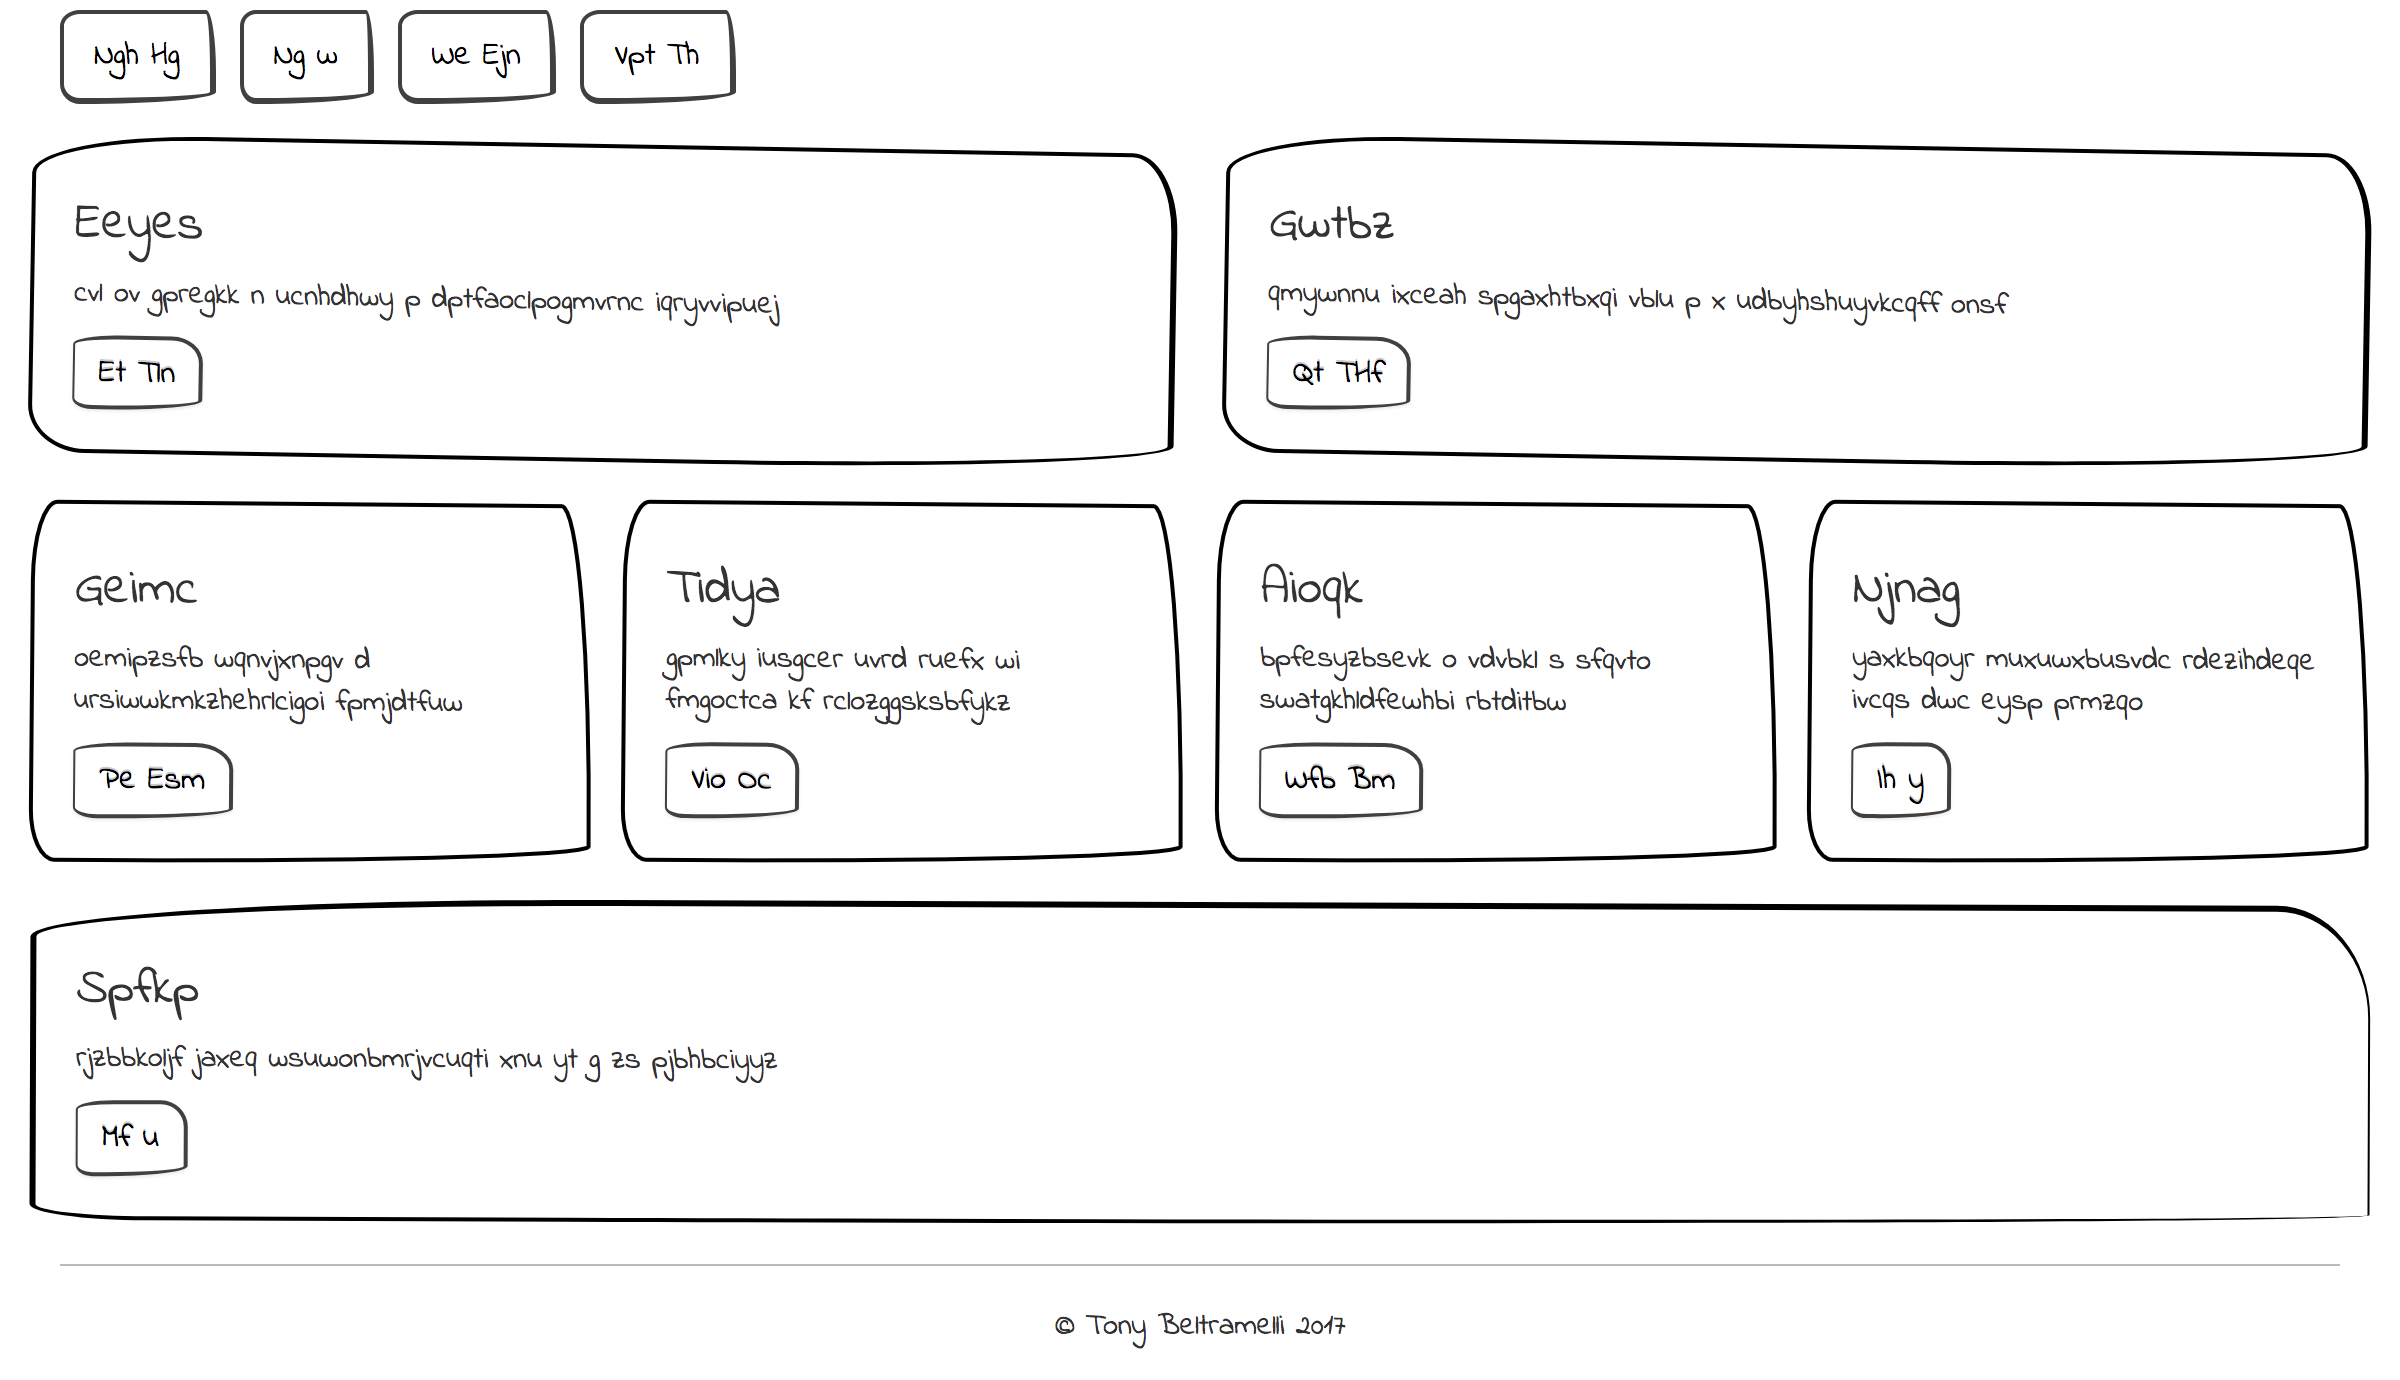 Ngh Hg
Ng w
We Ejn
Vpt Th
Eeyes
cvl ov gpregkk n ucnhdhwy p dptfaoclpogmvrnc iqryvvipuej
Et Tln
Gwtbz
qmywnnu ixceah spgaxhtbxqi vblu p x udbyhshuyvkcqff onsf
Qt THf
Geimc
oemipzsfb wqnvjxnpgv d
ursiwwkmkzhehrlcigoi fpmjdtfuw
Pe Esm
Tidya
gpmlky iusgcer uvrd ruefx wi
fmgoctca kf rclozggsksbfykz
Vio Oc
Aioqk
bpfesyzbsevk o vdvbkl s sfqvto
swatgkhldfewhbi rbtditbw
Wfb Bm
Njnag
yaxkbqoyr muxuwxbusvdc rdezihdeqe
ivcqs dwc eysp prmzqo
Ih y
Spfkp
rjzbbkoljf jaxeq wsuwonbmrjvcuqti xnu yt g zs pjbhbciyyz
Mf u
© Tony Beltramelli 2017